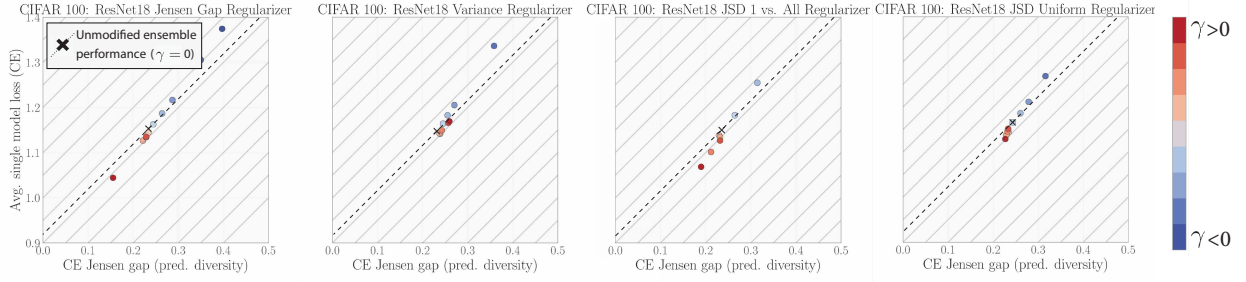 CIFAR 100: ResNet18 Jensen Gap Regularizer
CIFAR 100: ResNet18 Variance Regularizer
CIFAR 100: ResNet18 JSD 1 vs. All Regularizer
CIFAR 100: ResNet18 JSD Uniform Regularizer
Avg. single model loss (CE)
1.4
1.3
1.2
1.1
1.0
0.9
Unmodified ensemble
performance (γ = 0)
0.0 0.1 0.2 0.3 0.4 0.5
CE Jensen gap (pred. diversity)
0.0 0.1 0.2 0.3 0.4 0.5
CE Jensen gap (pred. diversity)
0.0 0.1 0.2 0.3 0.4 0.5
CE Jensen gap (pred. diversity)
0.0 0.1 0.2 0.3 0.4 0.5
CE Jensen gap (pred. diversity)
γ>0
γ<0